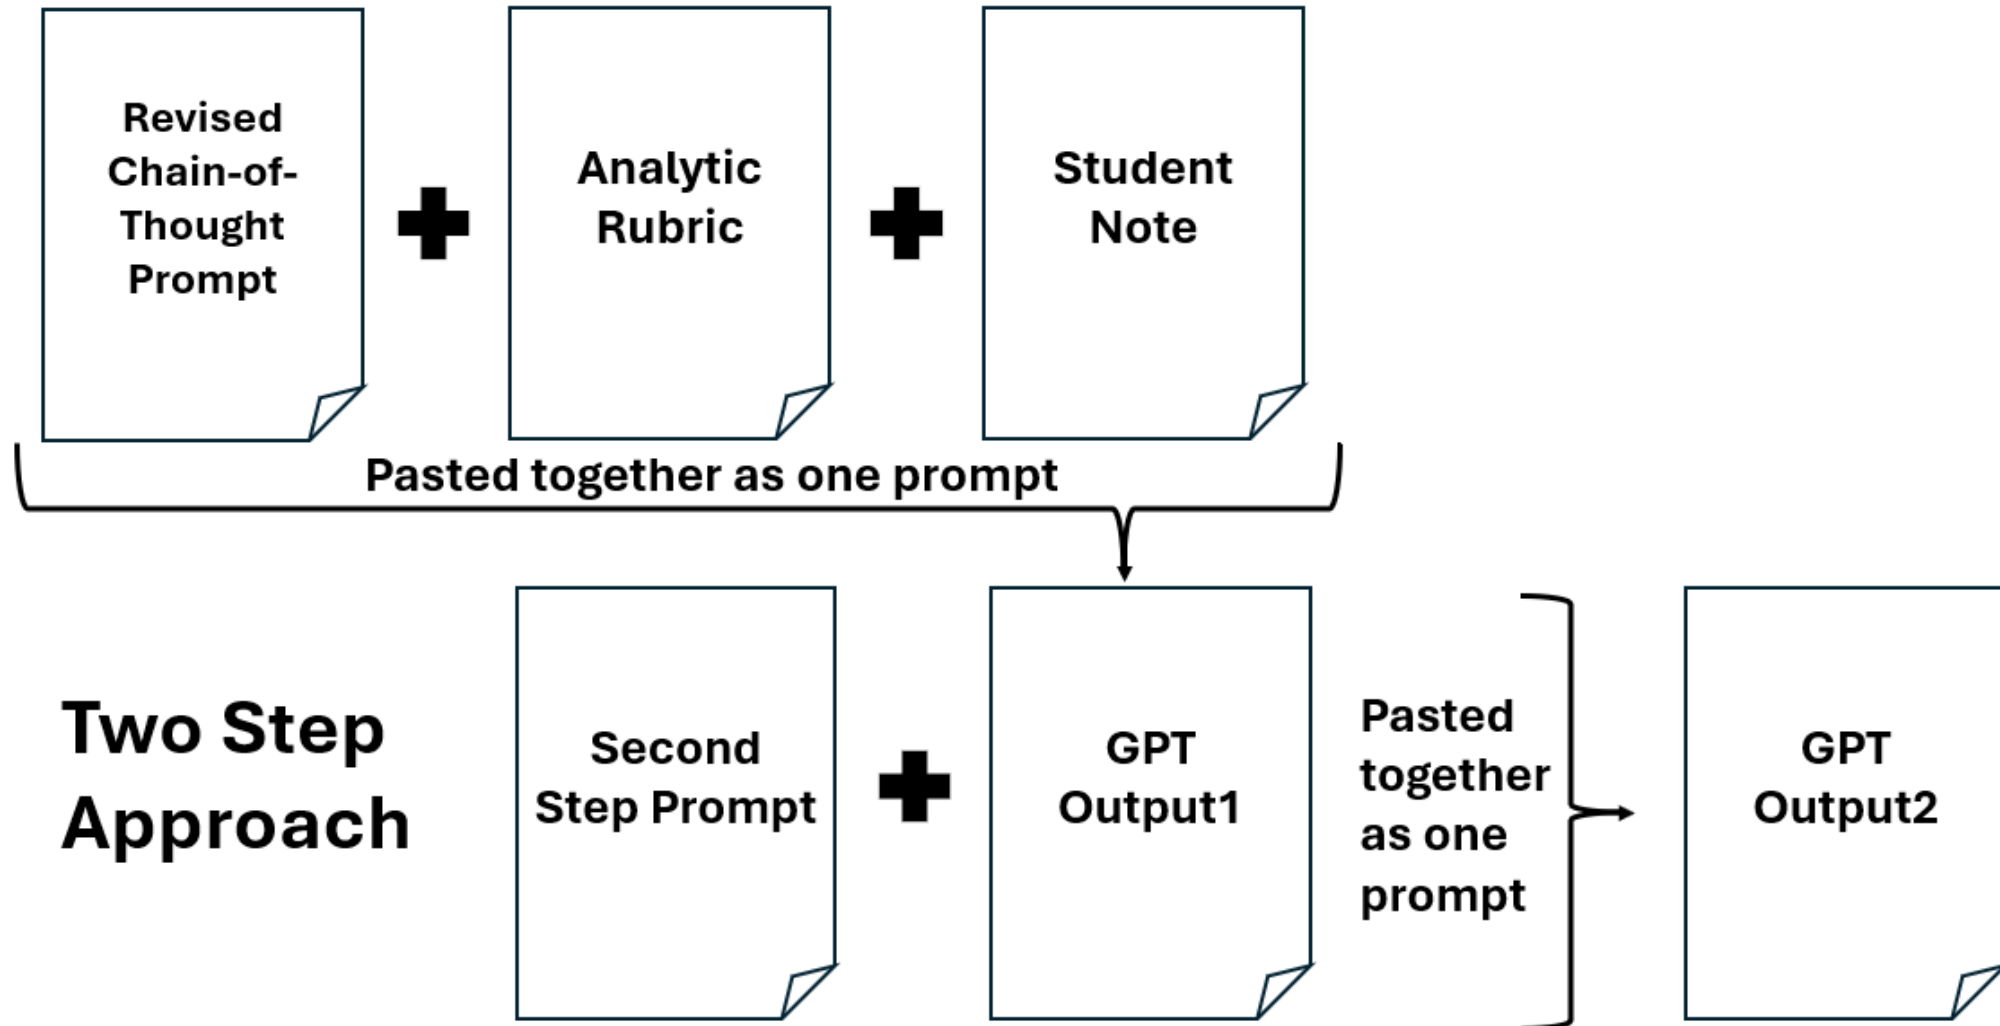 Revised
Chain-of-
Thought
Prompt
Analytic
Rubric
Student
Note
Pasted together as one prompt
Two Step
Approach
Second
Step Prompt
GPT
Output1
Pasted
together
as one
prompt
GPT
Output2